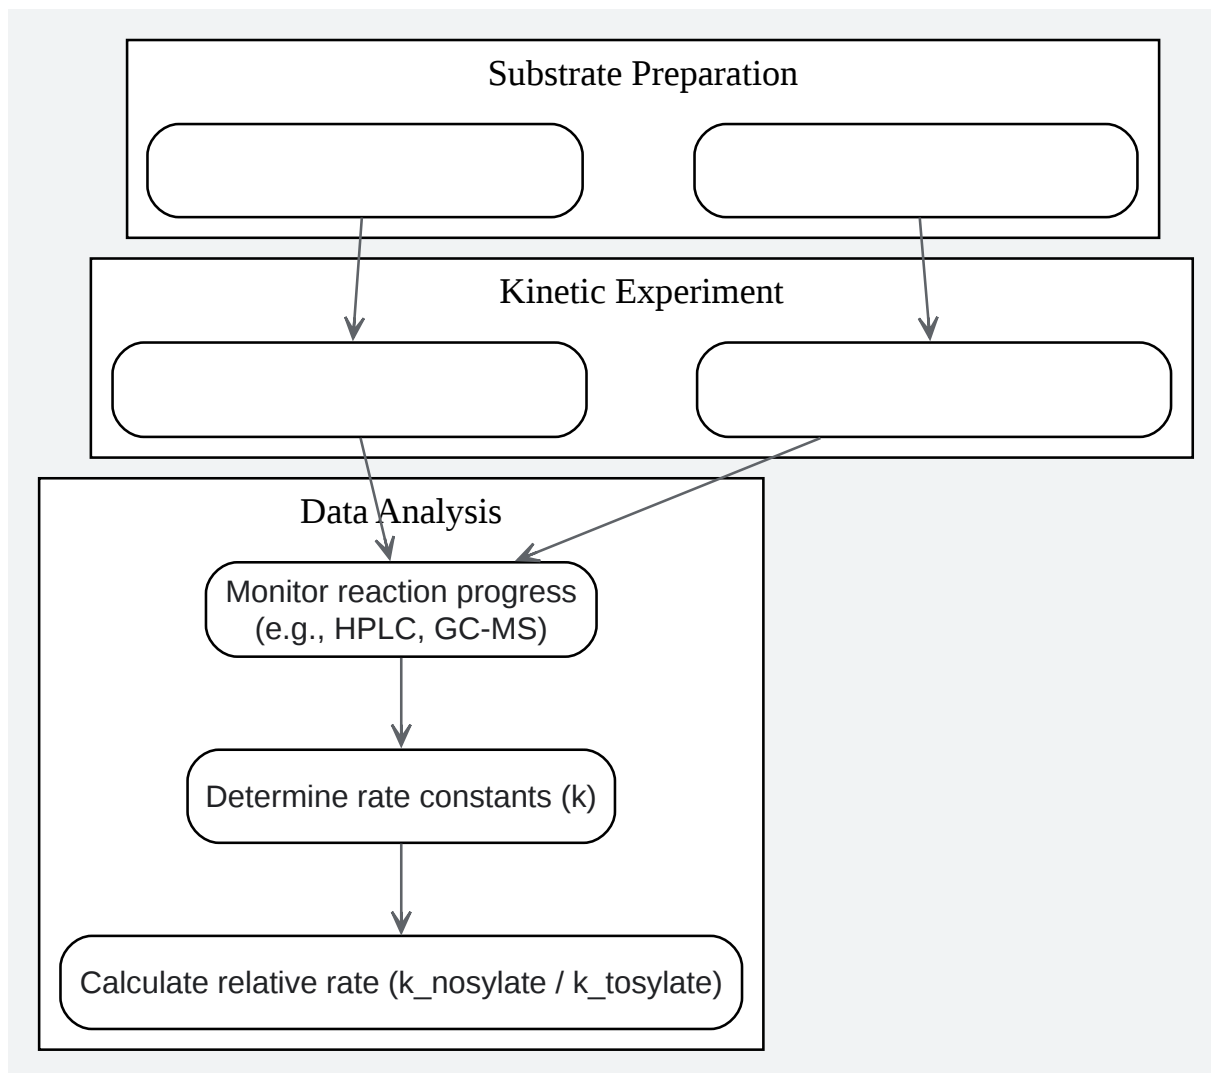 Substrate Preparation
Kinetic Experiment
Data Analysis
Monitor reaction progress
(e.g., HPLC, GC-MS)
Determine rate constants (k)
Calculate relative rate (k_nosylate / k_tosylate)